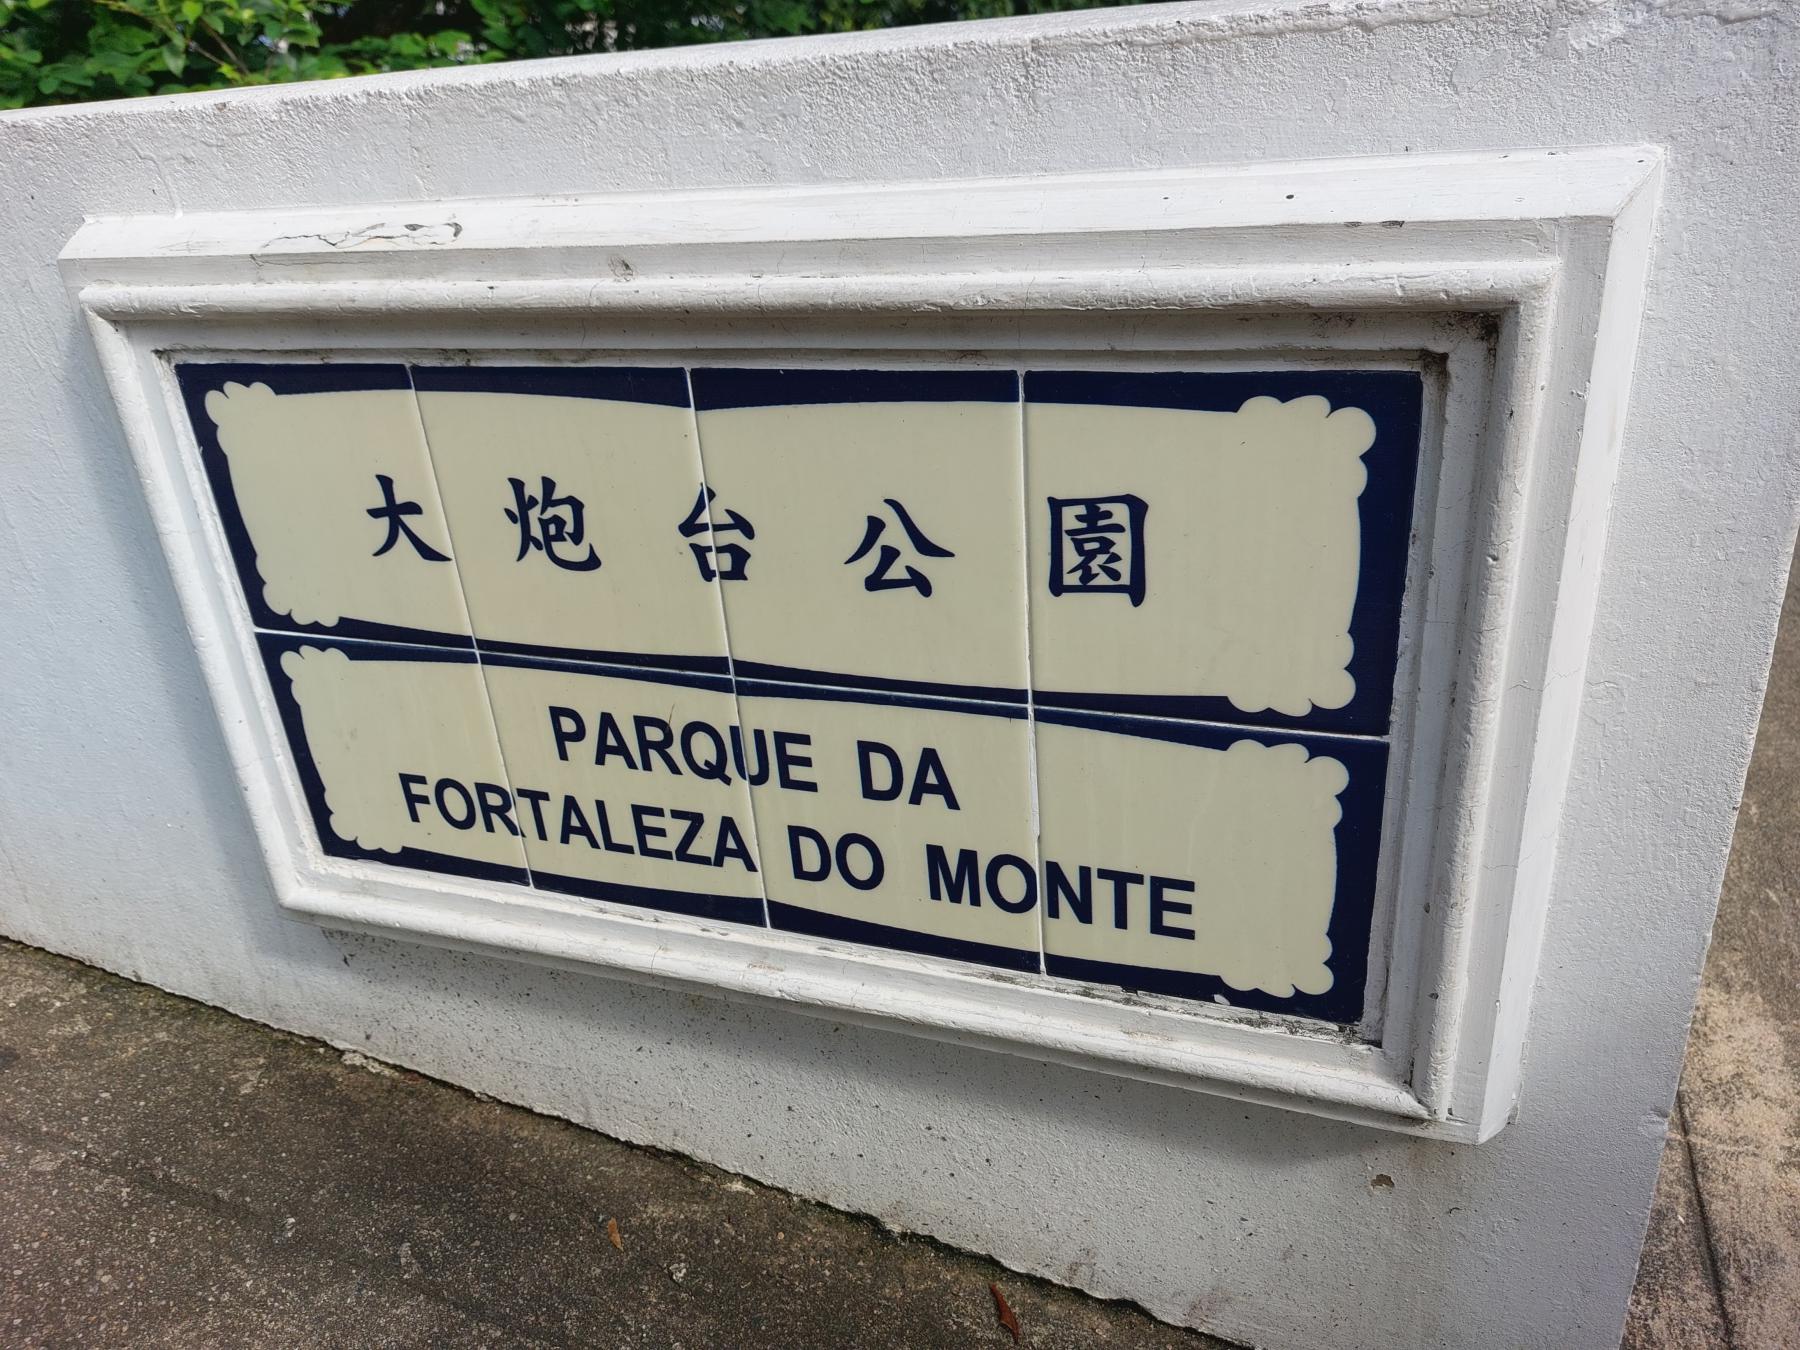 大炮台公園
PARQUE DA
FORTALEZA DO MONTE